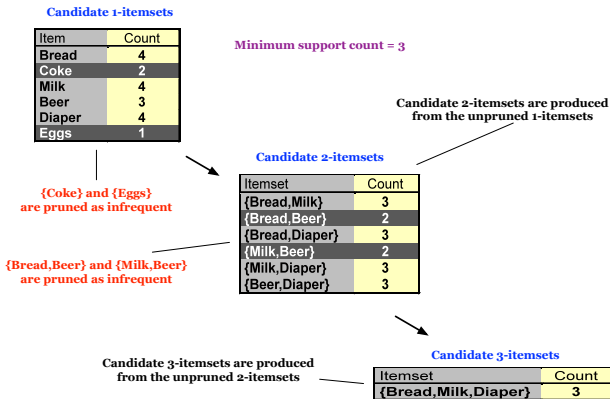 Candidate 1-itemsets
Item Count
Bread 4
Coke 2
Milk 4
Beer 3
Diaper 4
Eggs 1
Minimum support count = 3
Candidate 2-itemsets are produced
from the unpruned 1-itemsets
{Coke} and {Eggs}
are pruned as infrequent
Candidate 2-itemsets
Itemset Count
{Bread,Milk} 3
{Bread,Beer} 2
{Bread,Diaper} 3
{Milk,Beer} 2
{Milk,Diaper} 3
{Beer,Diaper} 3
{Bread,Beer} and {Milk,Beer}
are pruned as infrequent
Candidate 3-itemsets are produced
from the unpruned 2-itemsets
Candidate 3-itemsets
Itemset Count
{Bread,Milk,Diaper} 3